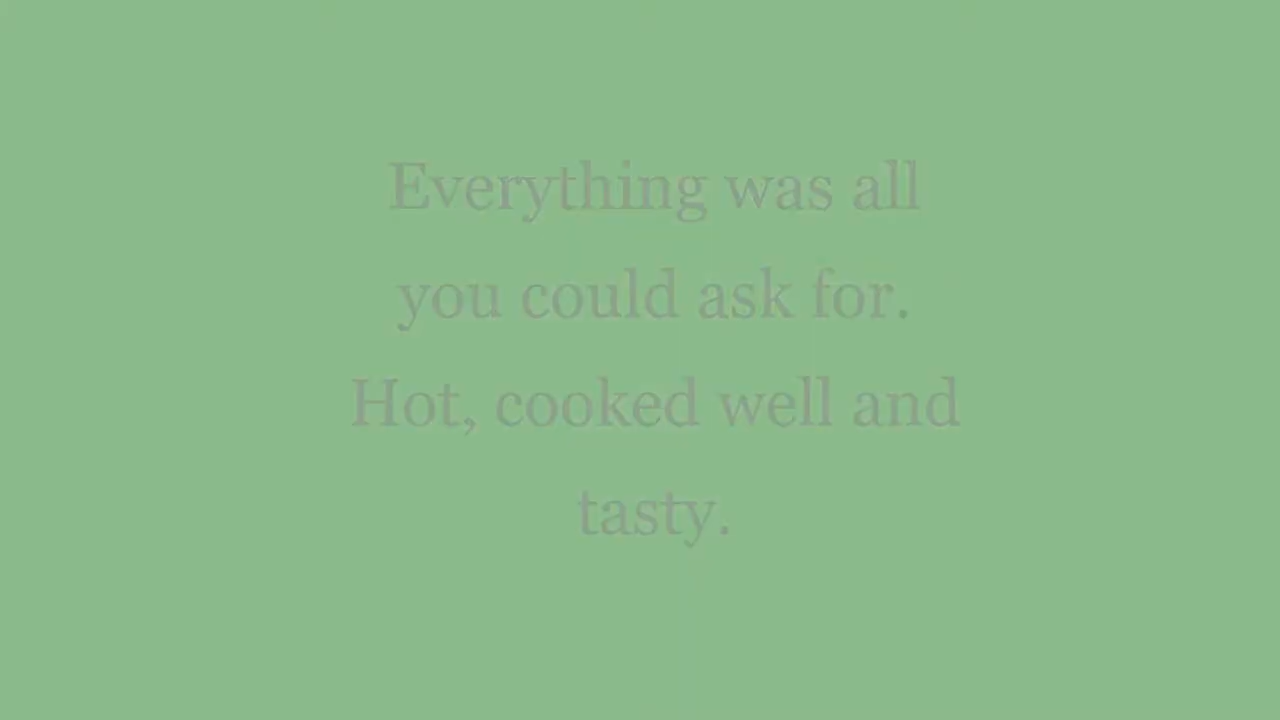 Everything was all
you could ask for.
Hot, cooked well and
tasty.